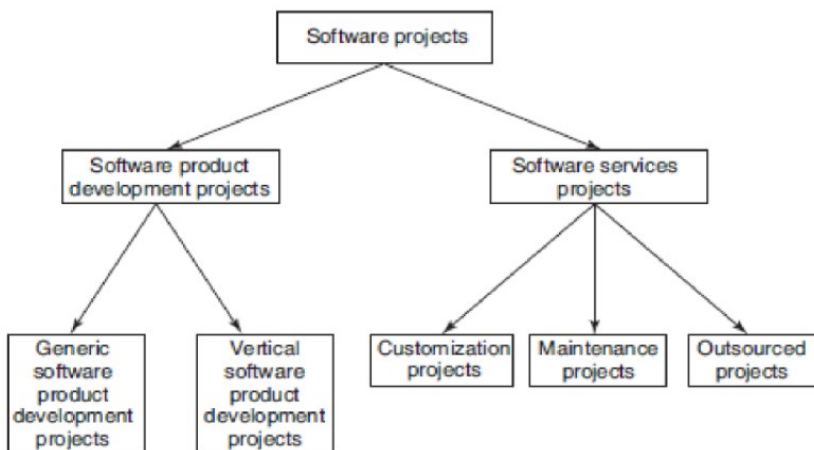 Software projects
Software product
development projects
Software services
projects
Generic
software
product
development
projects
Vertical
software
product
development
projects
Customization
projects
Maintenance
projects
Outsourced
projects